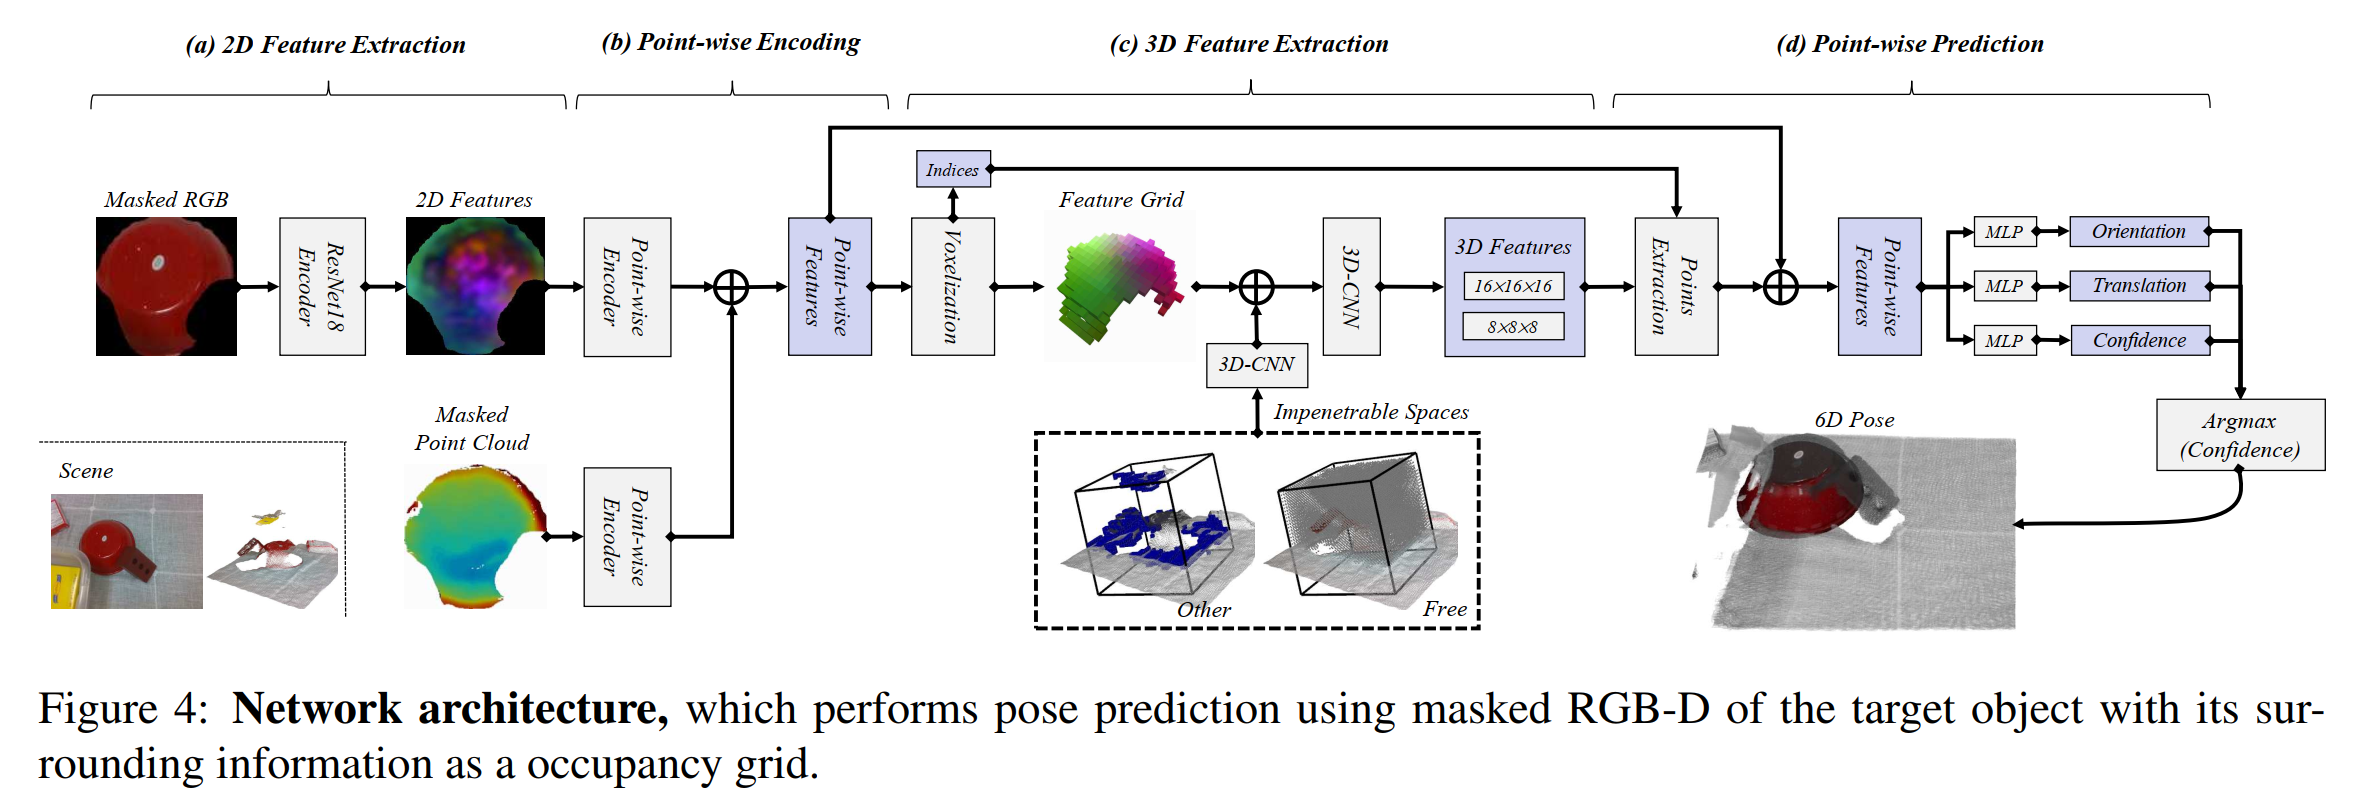 (a) 2D Feature Extraction
(b) Point-wise Encoding
(c) 3D Feature Extraction
(d) Point-wise Prediction
Masked RGB
ResNet18
Encoder
2D Features
Point-wise
Encoder
Point-wise
Features
Indices
Voxelization
Feature Grid
3D-CNN
3D-CNN
3D Features
16×16×16
8×8×8
Points
Extraction
Point-wise
Features
MLP
Orientation
MLP
Translation
MLP
Confidence
Argmax
(Confidence)
Scene
Masked
Point Cloud
Point-wise
Encoder
Impenetrable Spaces
Other
Free
6D Pose
Figure 4: Network architecture, which performs pose prediction using masked RGB-D of the target object with its sur-
rounding information as a occupancy grid.